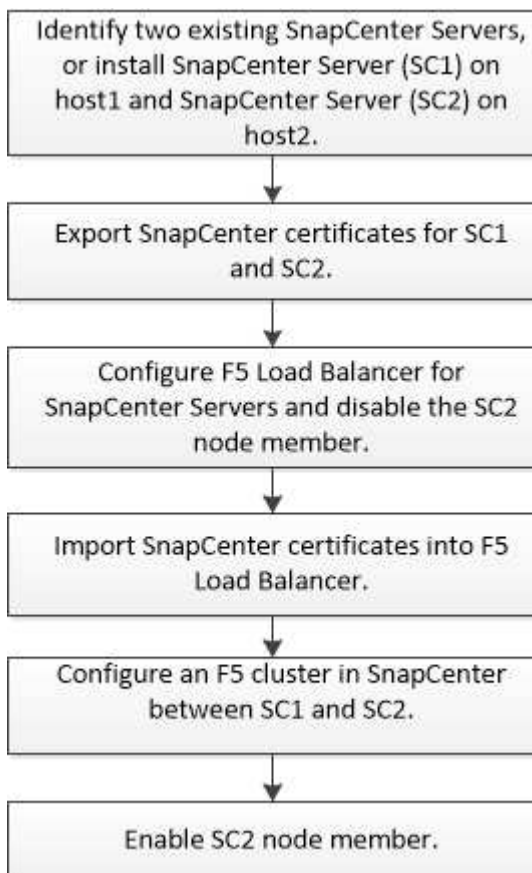 Identify two existing SnapCenter Servers,
or install SnapCenter Server (SC1) on
host1 and SnapCenter Server (SC2) on
host2.
Export SnapCenter certificates for SC1
and SC2.
Configure F5 Load Balancer for
SnapCenter Servers and disable the SC2
node member.
Import SnapCenter certificates into F5
Load Balancer.
Configure an F5 cluster in SnapCenter
between SC1 and SC2.
Enable SC2 node member.